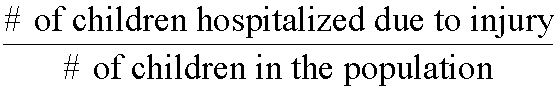 # of children hospitalized due to injury
# of children in the population